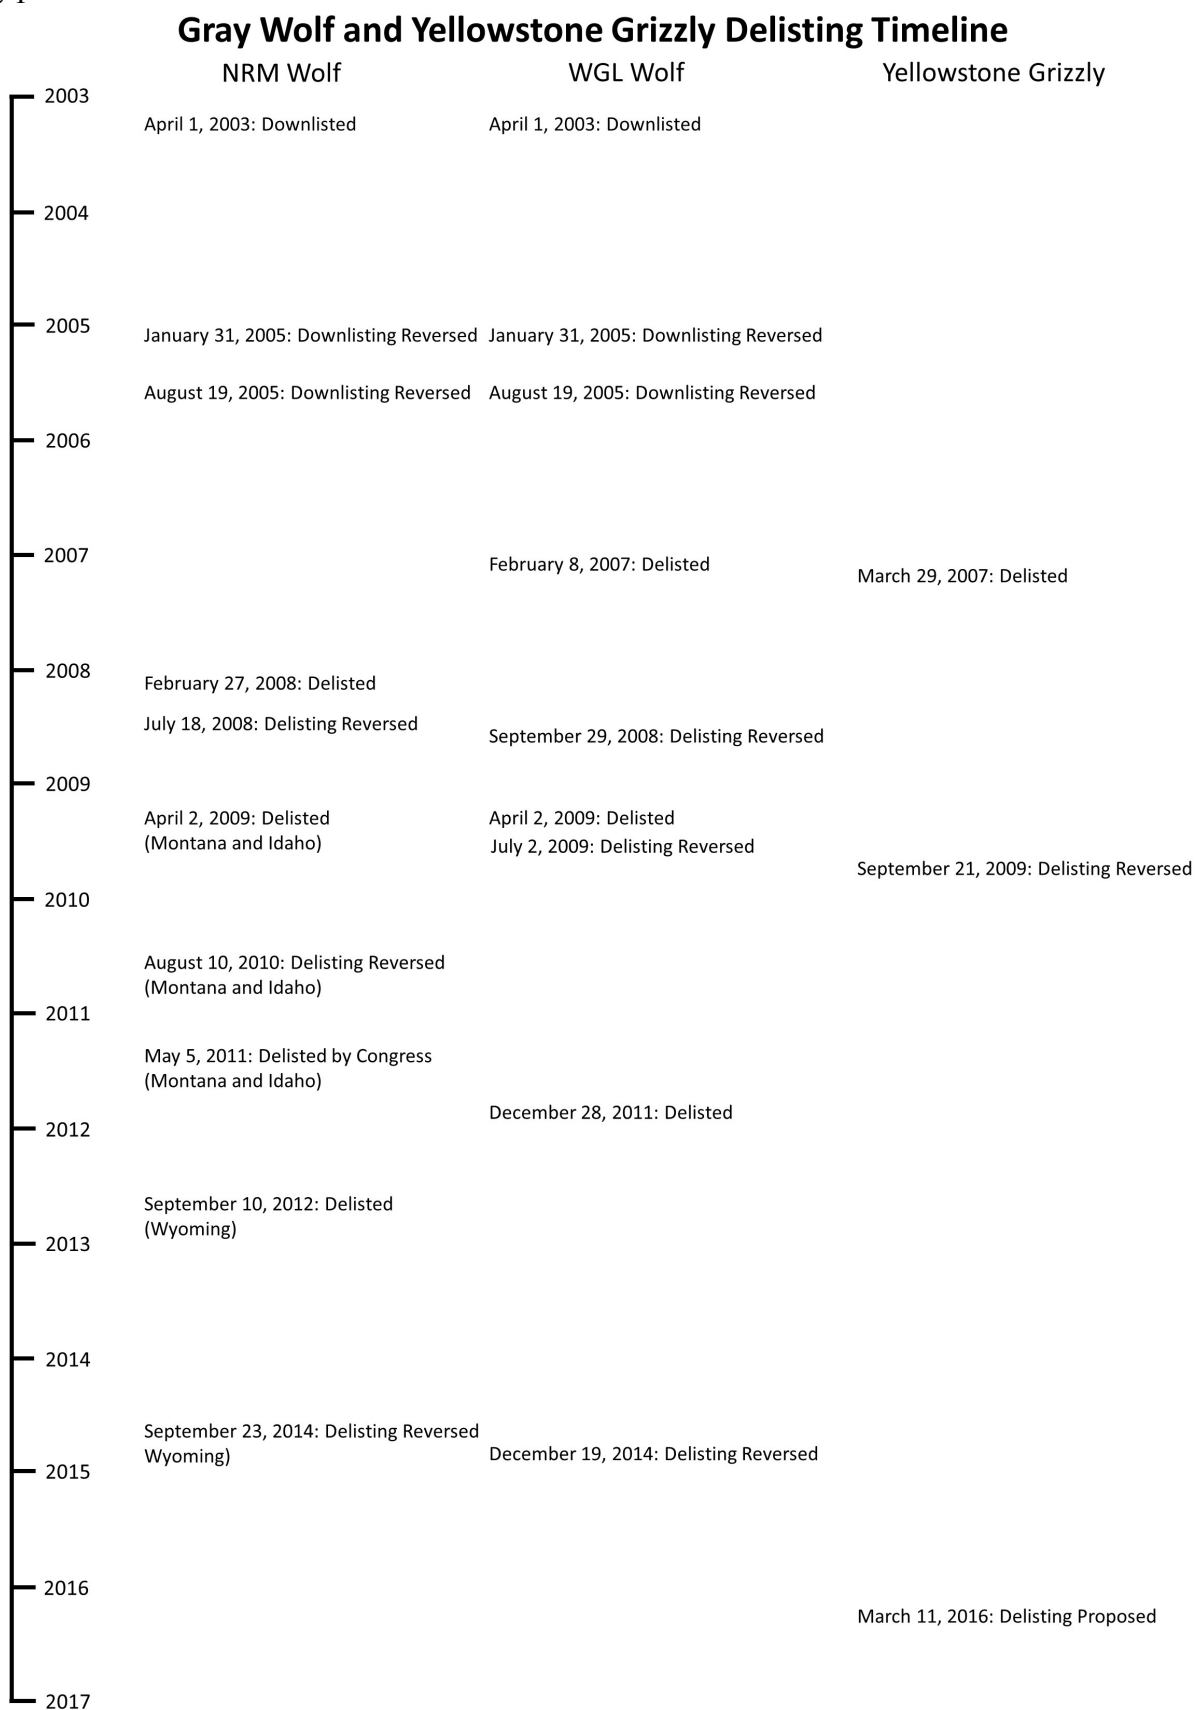 Gray Wolf and Yellowstone Grizzly Delisting Timeline
NRM Wolf WGL Wolf Yellowstone Grizzly
2003
April 1, 2003: Downlisted April 1, 2003: Downlisted
2004
2005
January 31, 2005: Downlisting Reversed January 31, 2005: Downlisting Reversed
August 19, 2005: Downlisting Reversed August 19, 2005: Downlisting Reversed
2006
2007
February 8, 2007: Delisted
March 29, 2007: Delisted
2008
February 27, 2008: Delisted
July 18, 2008: Delisting Reversed
September 29, 2008: Delisting Reversed
2009
April 2, 2009: Delisted April 2, 2009: Delisted
(Montana and Idaho)
July 2, 2009: Delisting Reversed
September 21, 2009: Delisting Reversed
2010
August 10, 2010: Delisting Reversed
(Montana and Idaho)
2011
May 5, 2011: Delisted by Congress
(Montana and Idaho)
December 28, 2011: Delisted
2012
September 10, 2012: Delisted
(Wyoming)
2013
2014
September 23, 2014: Delisting Reversed
Wyoming)
December 19, 2014: Delisting Reversed
2015
2016
March 11, 2016: Delisting Proposed
2017